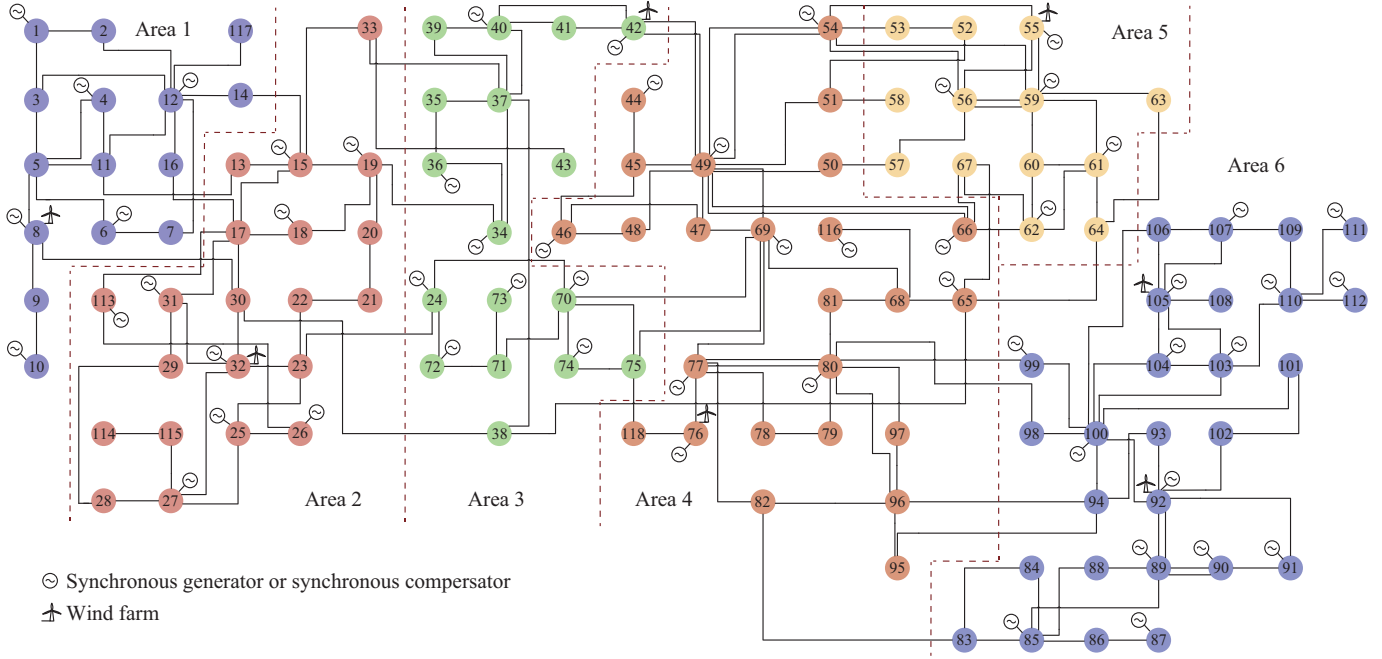 1 2 Area 1 117 33 39 40 41 42 54 53 52 55 Area 5
3 4 12 14 35 37 44 51 58 56 59 63
5 11 16 13 15 19 36 43 45 49 50 57 67 60 61 Area 6
8 6 7 17 18 20 34 46 48 47 69 116 66 62 64 106 107 109 111
9 113 31 30 22 21 24 73 70 81 68 65 105 108 110 112
10 29 32 23 72 71 74 75 77 80 99 104 103 101
114 115 25 26 38 118 76 78 79 97 98 100 93 102
28 27 Area 2 Area 3 Area 4 82 96 94 92
95 84 88 89 90 91
Synchronous generator or synchronous compersator
Wind farm
83 85 86 87